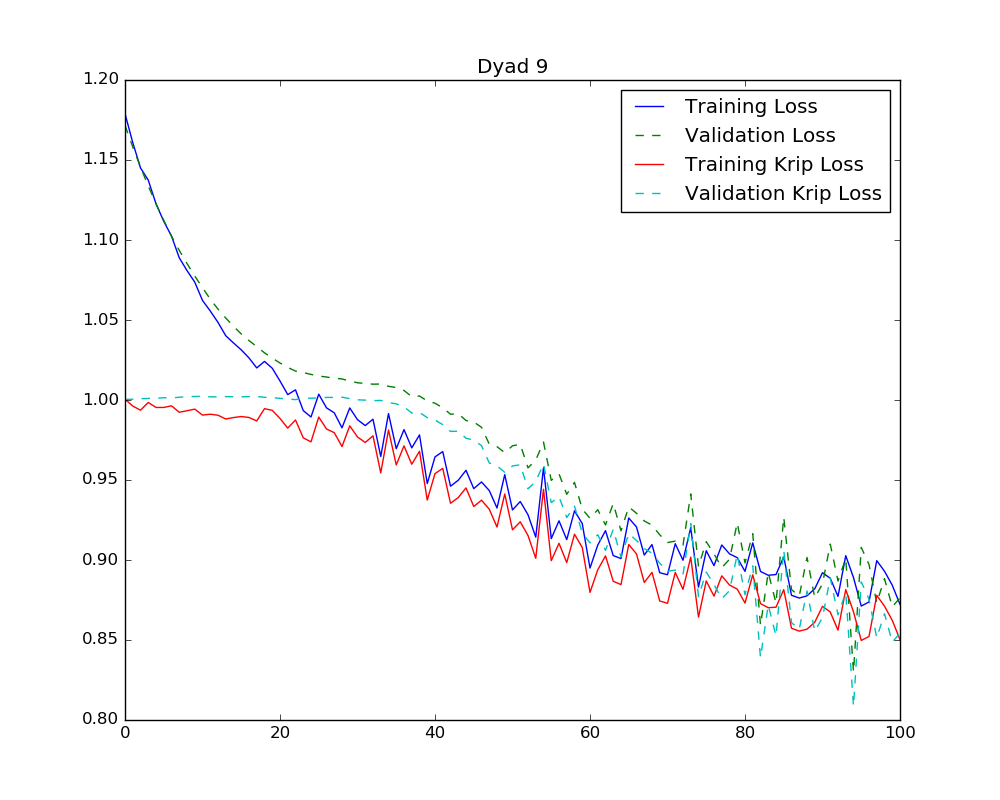 Dyad 9
1.20
1.15
1.10
1.05
1.00
0.95
0.90
0.85
0.80
0 20 40 60 80 100
Training Loss
Validation Loss
Training Krip Loss
Validation Krip Loss